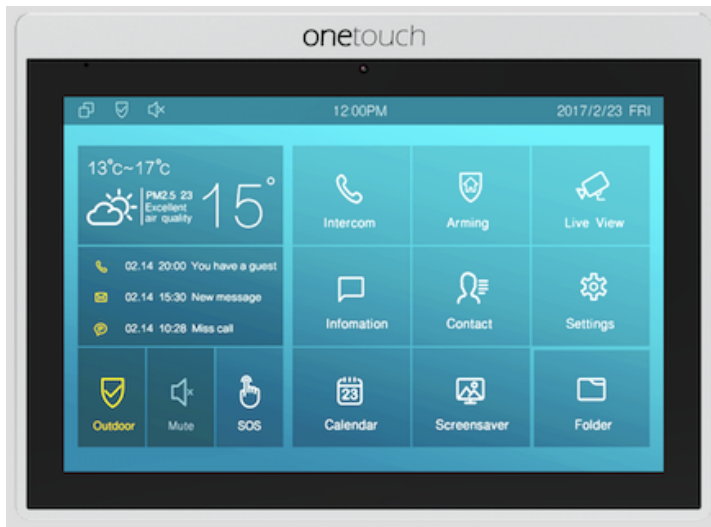 onetouch
12:00PM 2017/2/23 FRI
13°c~17°c
PM2.5 23
Excellent
air quality
15°
02.14 20:00 You have a guest
02.14 15:30 New message
02.14 10:28 Miss call
Intercom Arming Live View
Infomation Contact Settings
Outdoor Mute SOS
23
Calendar Screensaver Folder